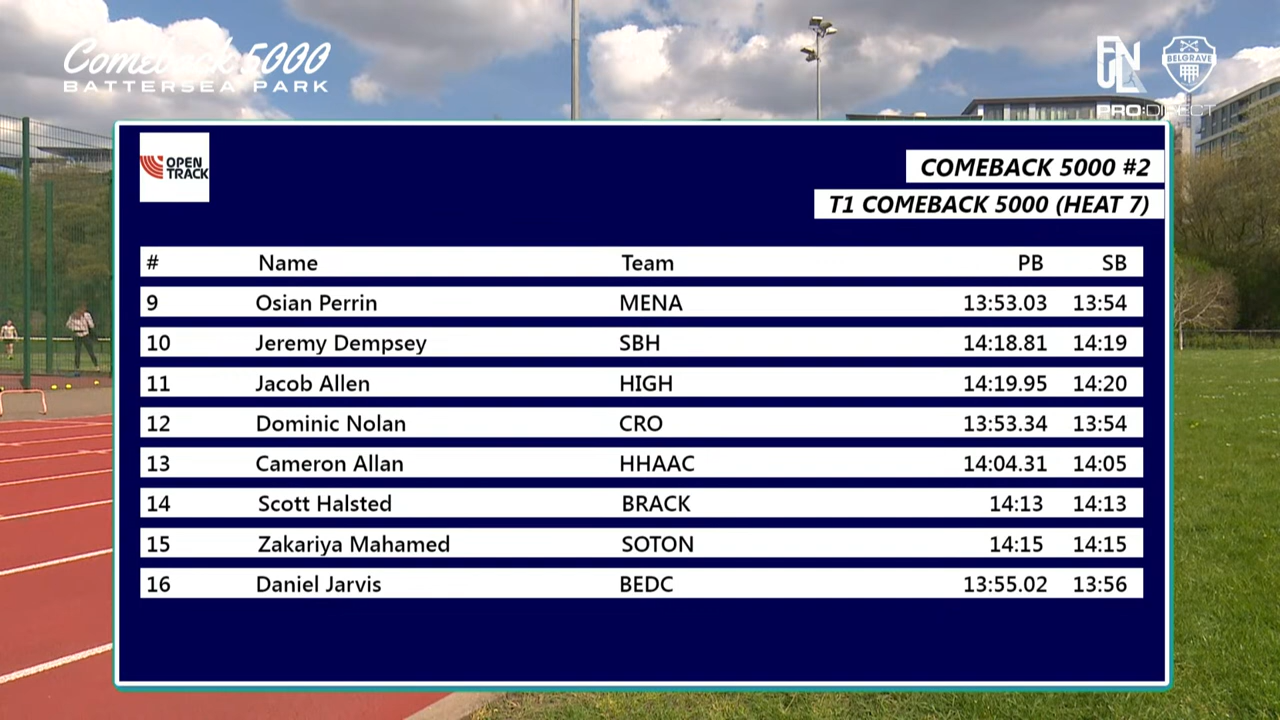 Comeback 5000
BATTERSEA PARK
BELGRAVE
PRO:DIRECT
OPEN
TRACK
COMEBACK 5000 #2
T1 COMEBACK 5000 (HEAT 7)
# Name Team PB SB
9 Osian Perrin MENA 13:53.03 13:54
10 Jeremy Dempsey SBH 14:18.81 14:19
11 Jacob Allen HIGH 14:19.95 14:20
12 Dominic Nolan CRO 13:53.34 13:54
13 Cameron Allan HHAAC 14:04.31 14:05
14 Scott Halsted BRACK 14:13 14:13
15 Zakariya Mahamed SOTON 14:15 14:15
16 Daniel Jarvis BEDC 13:55.02 13:56